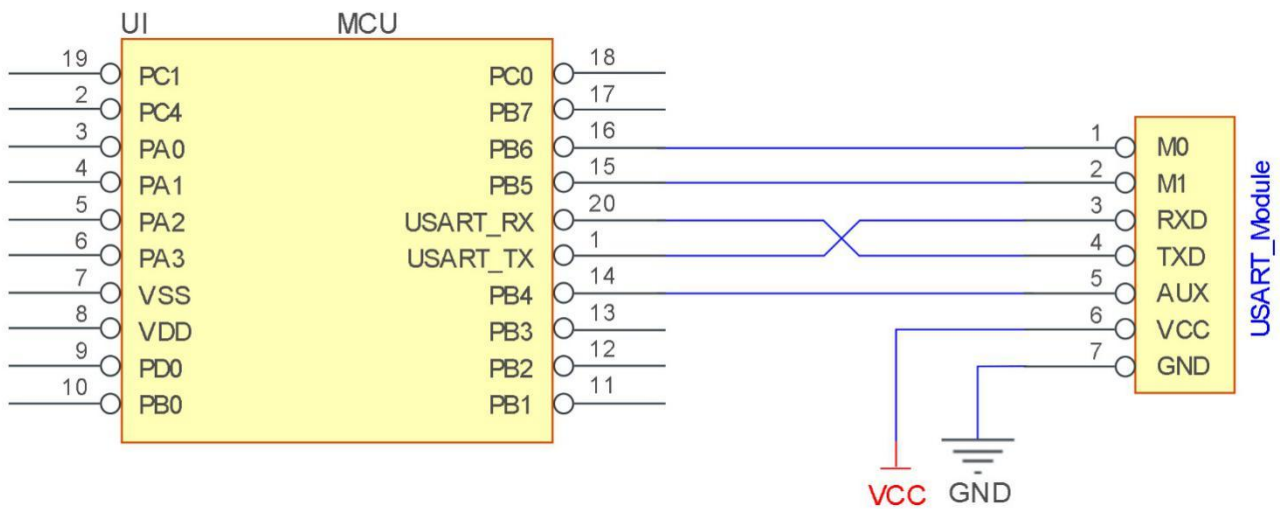 UI MCU
19 PC1 PC0 18
2 PC4 PB7 17
3 PA0 PB6 16 1 M0
4 PA1 PB5 15 2 M1
5 PA2 USART_RX 20 3 RXD
6 PA3 USART_TX 1 4 TXD
7 VSS PB4 14 5 AUX
8 VDD PB3 13 6 VCC
9 PD0 PB2 12 7 GND
10 PB0 PB1 11
USART_Module
VCC GND